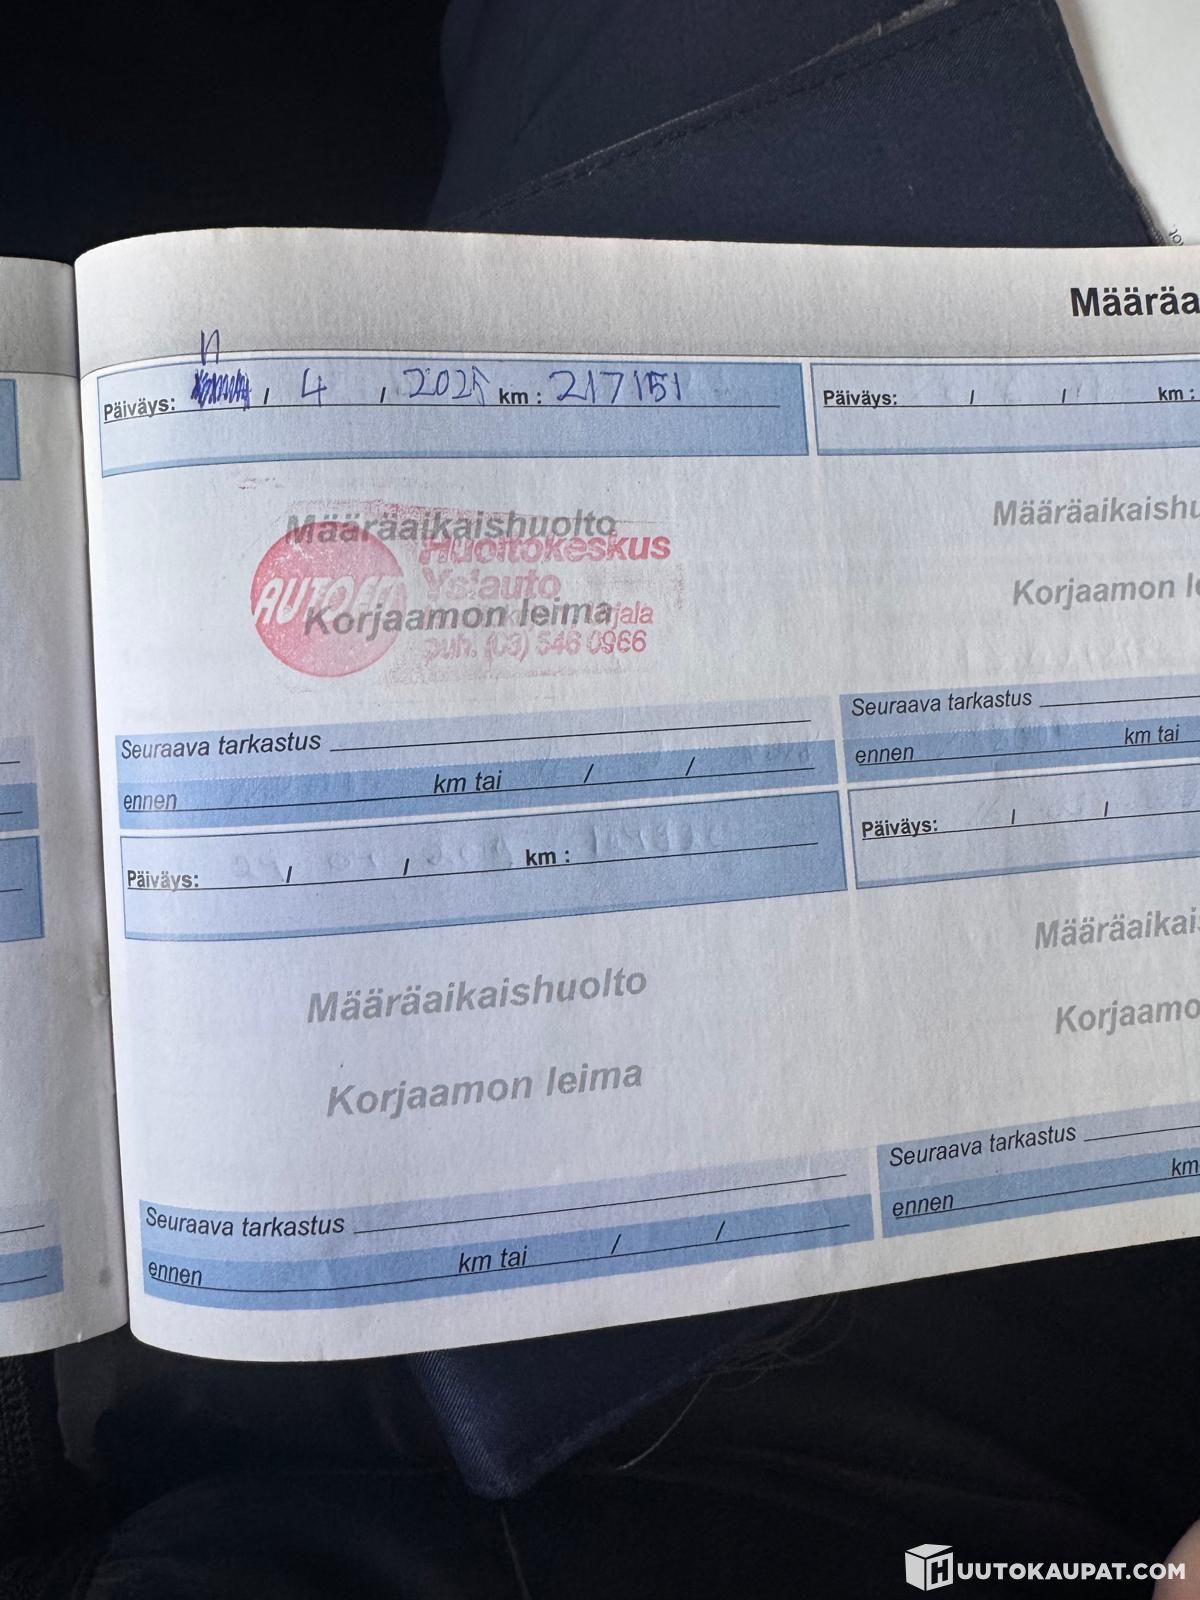 Määräa
11
Päiväys: / 4 / 2025 km : 217151
Päiväys: / / km :
Määräaikaishuolto
Korjaamon leima
Huoltokeskus
Ysiauto
AUTOFIT
puh. (03) 546 0966
Määräaikaishu
Korjaamon le
Seuraava tarkastus
ennen km tai / /
Seuraava tarkastus
ennen km tai
Päiväys: / / km :
Päiväys: / /
Määräaikaishuolto
Korjaamon leima
Määräaikais
Korjaamo
Seuraava tarkastus
ennen km tai / /
Seuraava tarkastus
ennen km
HUUTOKAUPAT.COM